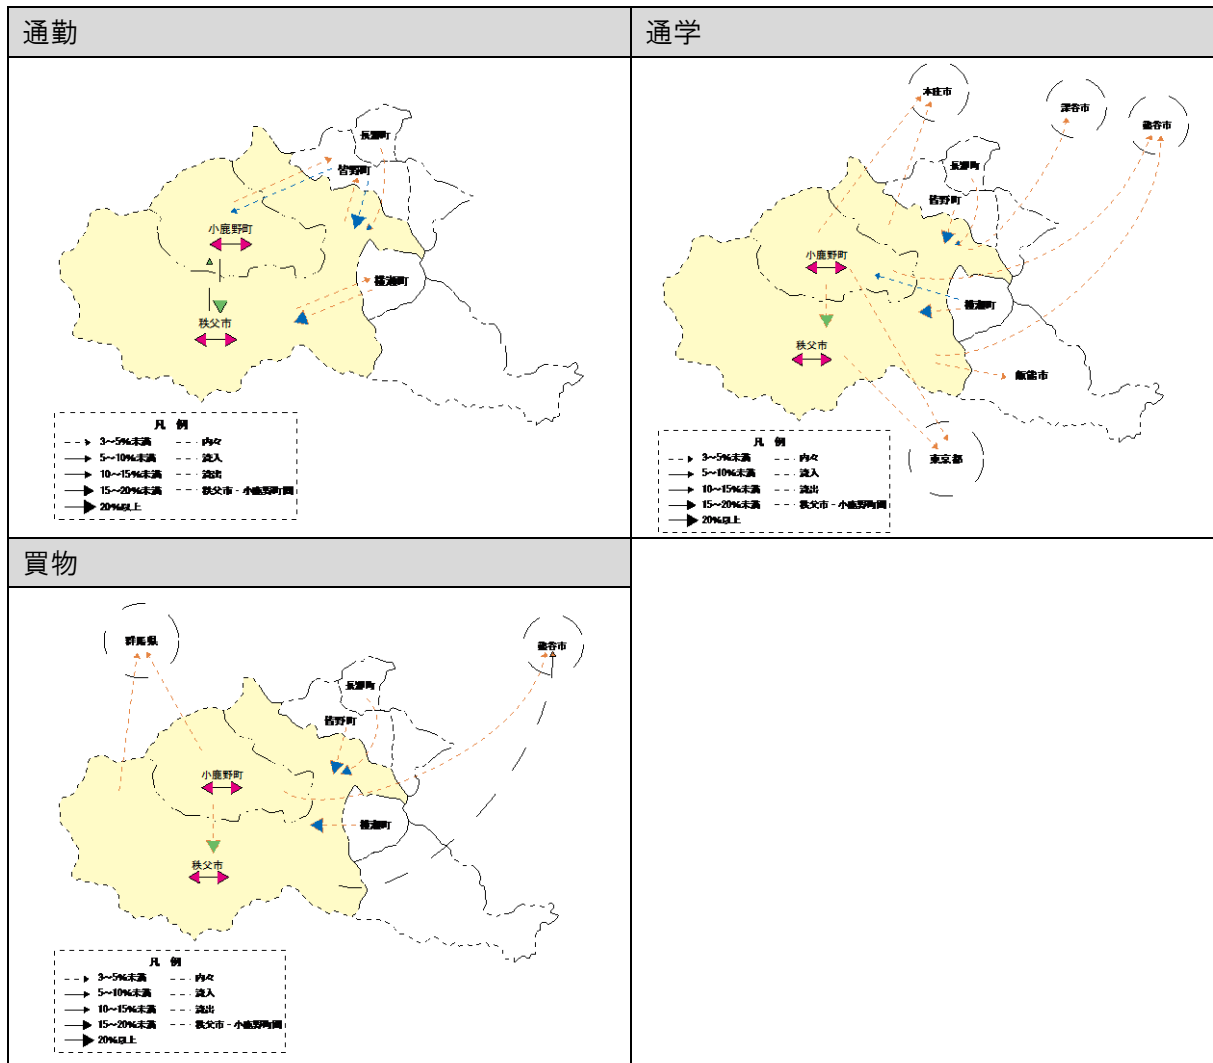 通勤
通学
長瀞町
皆野町
小鹿野町
横瀬町
秩父市
凡 例
3~5%未満 内々
5~10%未満 流入
10~15%未満 流出
15~20%未満 秩父市-小鹿野町間
20%以上
本庄市
深谷市
熊谷市
長瀞町
皆野町
小鹿野町
横瀬町
秩父市
飯能市
東京都
凡 例
3~5%未満 内々
5~10%未満 流入
10~15%未満 流出
15~20%未満 秩父市-小鹿野町間
20%以上
買物
群馬県
熊谷市
長瀞町
皆野町
小鹿野町
横瀬町
秩父市
凡 例
3~5%未満 内々
5~10%未満 流入
10~15%未満 流出
15~20%未満 秩父市-小鹿野町間
20%以上